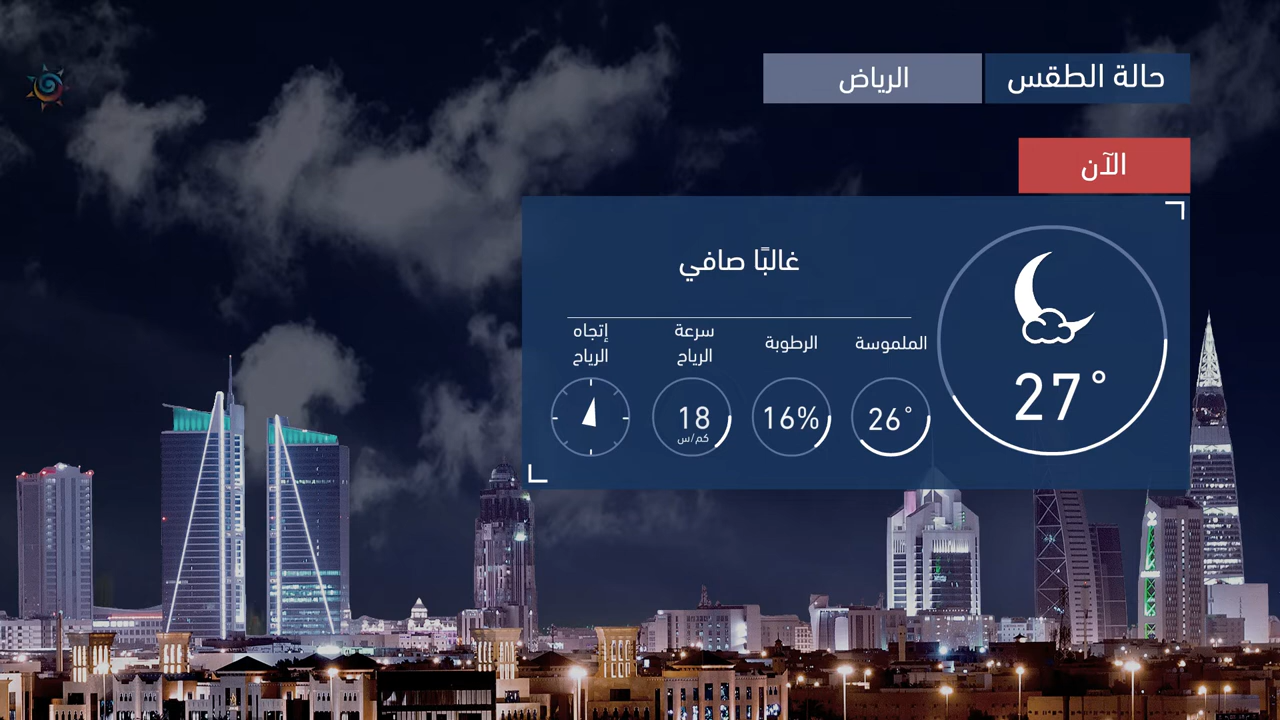 حالة الطقس
الرياض
الآن
غالبًا صافي
27°
الملموسة
26°
الرطوبة
16%
سرعة
الرياح
18
كم/س
إتجاه
الرياح